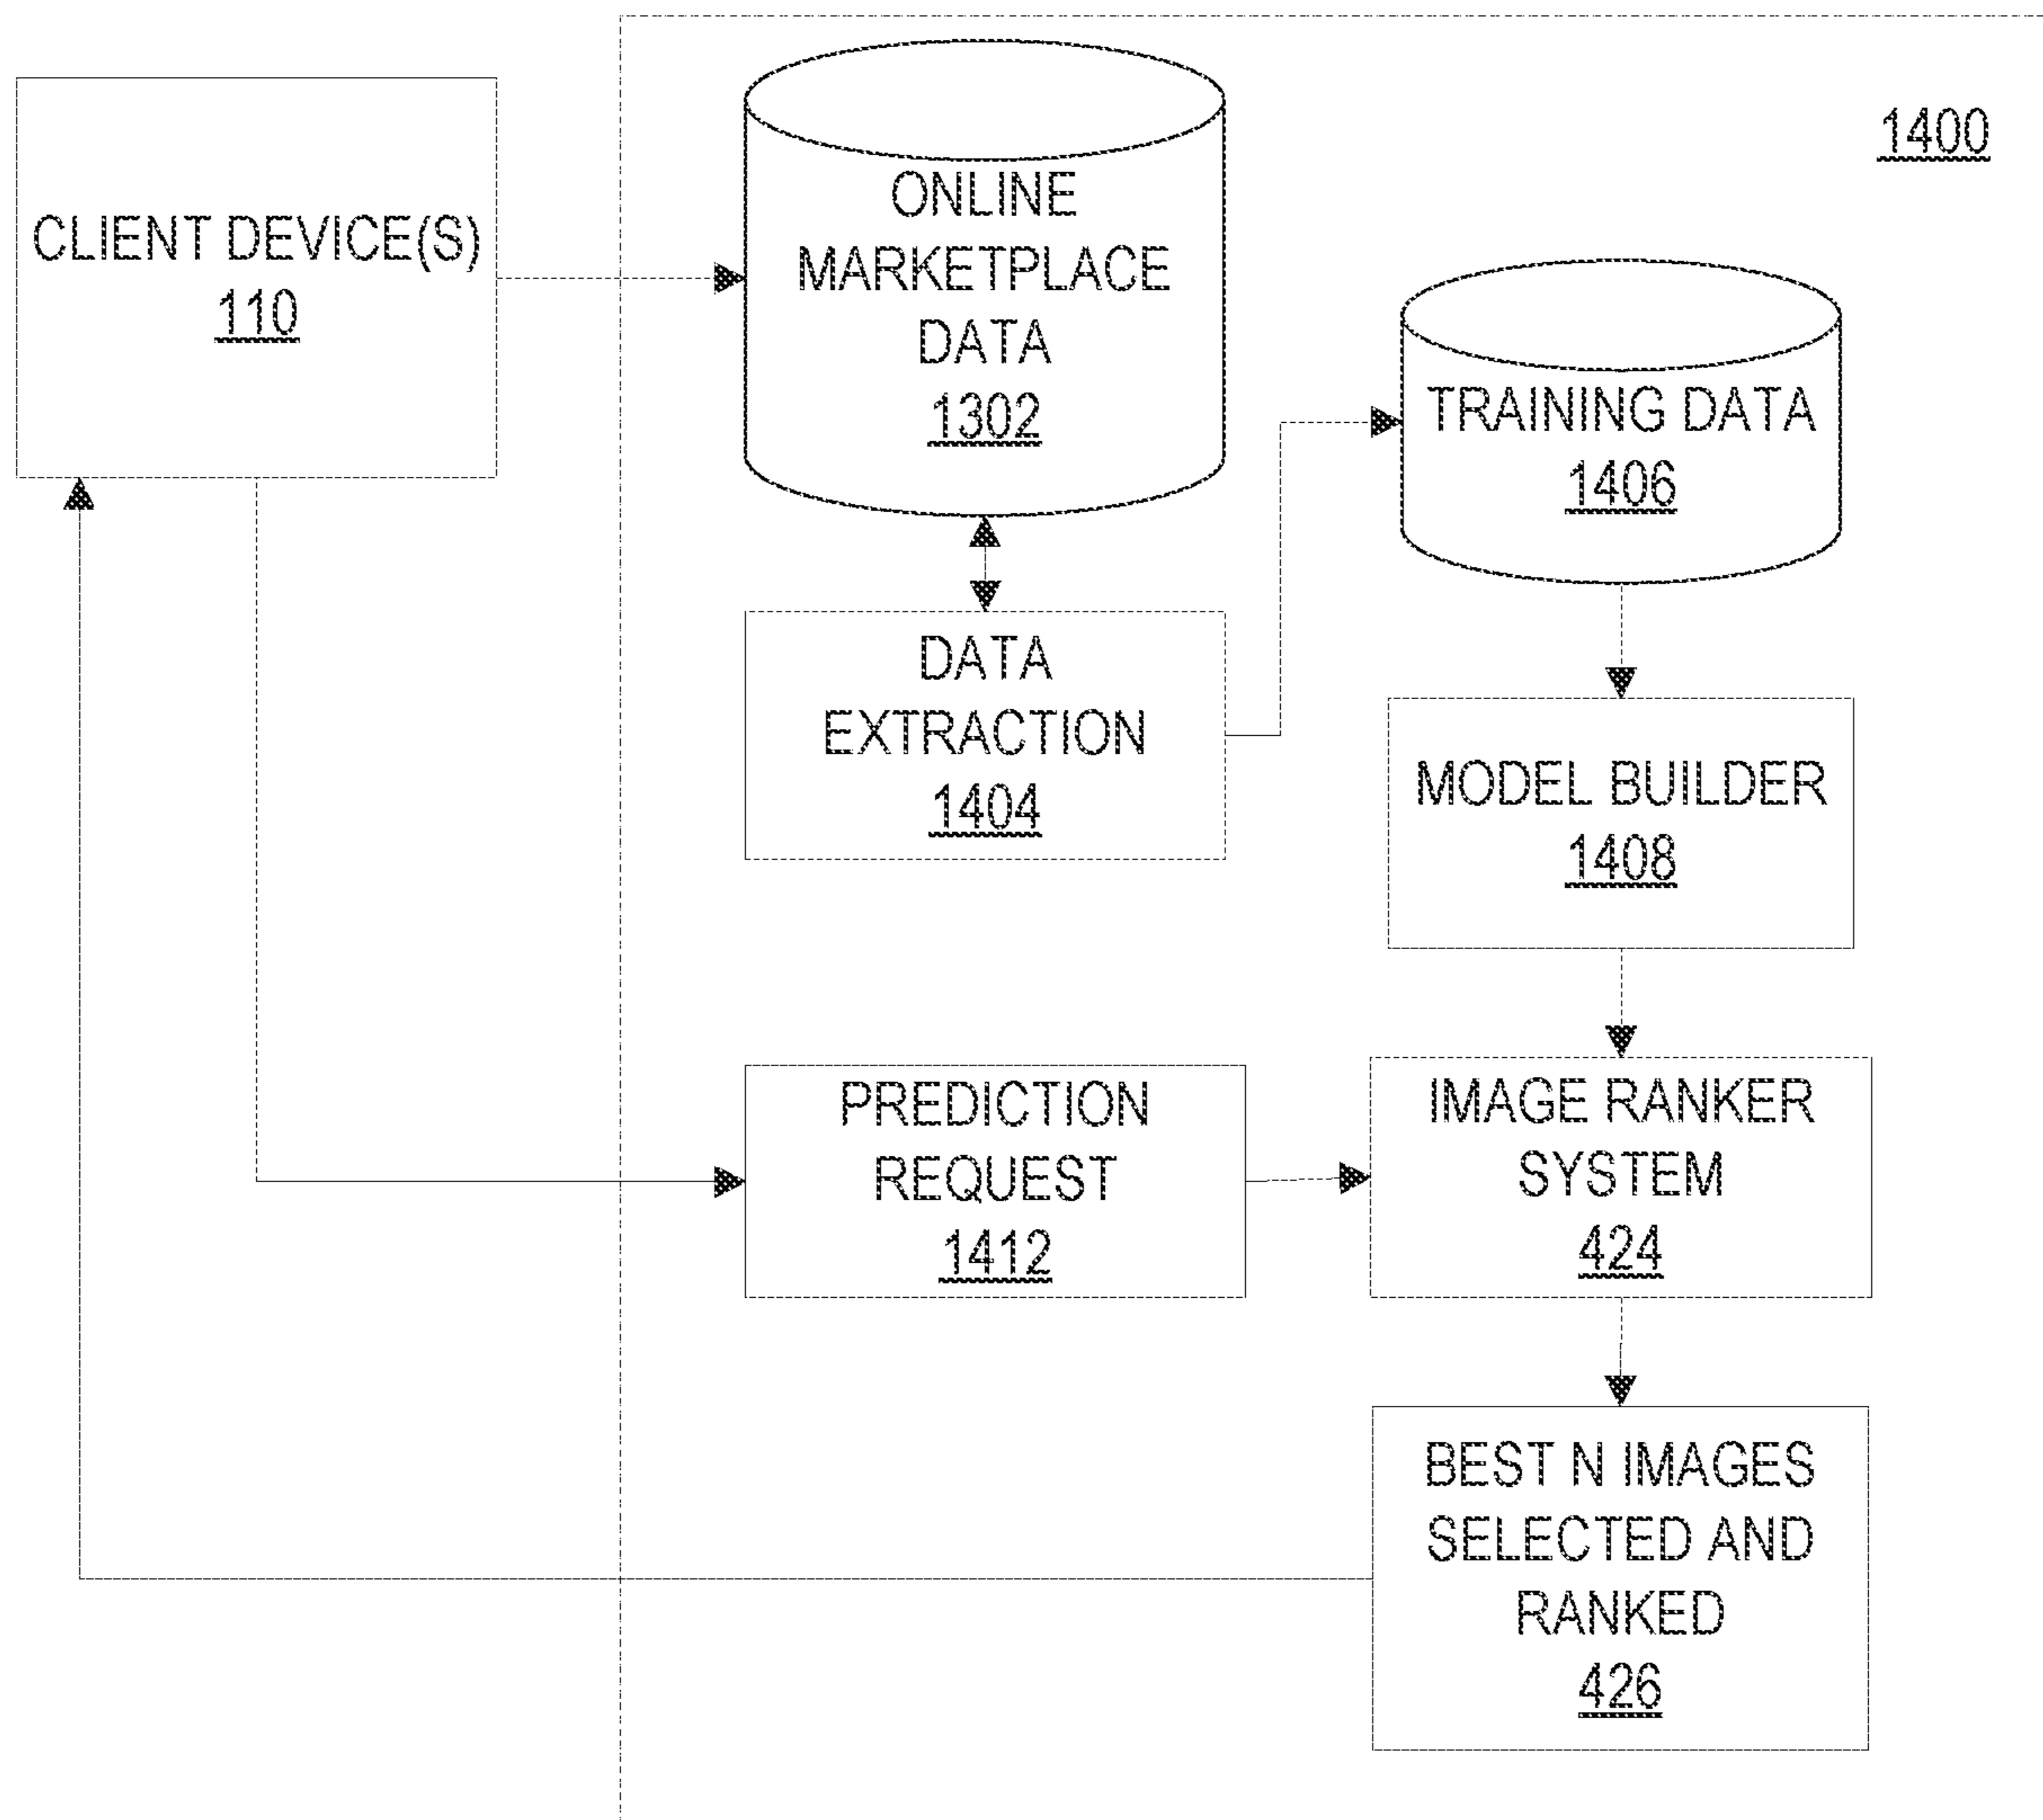 1400
CLIENT DEVICE(S)
110
ONLINE
MARKETPLACE
DATA
1302
TRAINING DATA
1406
DATA
EXTRACTION
1404
MODEL BUILDER
1408
PREDICTION
REQUEST
1412
IMAGE RANKER
SYSTEM
424
BEST N IMAGES
SELECTED AND
RANKED
426